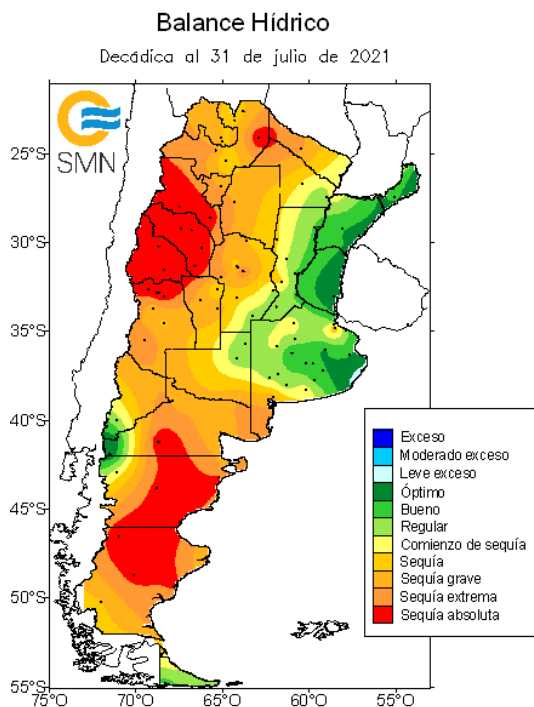 Balance Hídrico
Decádica al 31 de julio de 2021
SMN
25°S
30°S
35°S
40°S
45°S
50°S
55°S
75°O 70°O 65°O 60°O 55°O
Exceso
Moderado exceso
Leve exceso
Óptimo
Bueno
Regular
Comienzo de sequía
Sequía
Sequía grave
Sequía extrema
Sequía absoluta